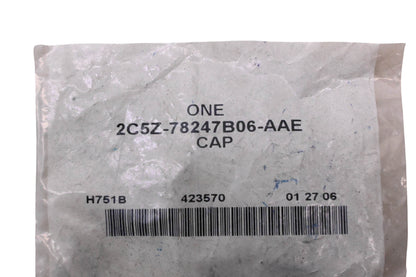 ONE
2C5Z-78247B06-AAE
CAP
H751B 423570 01 27 06